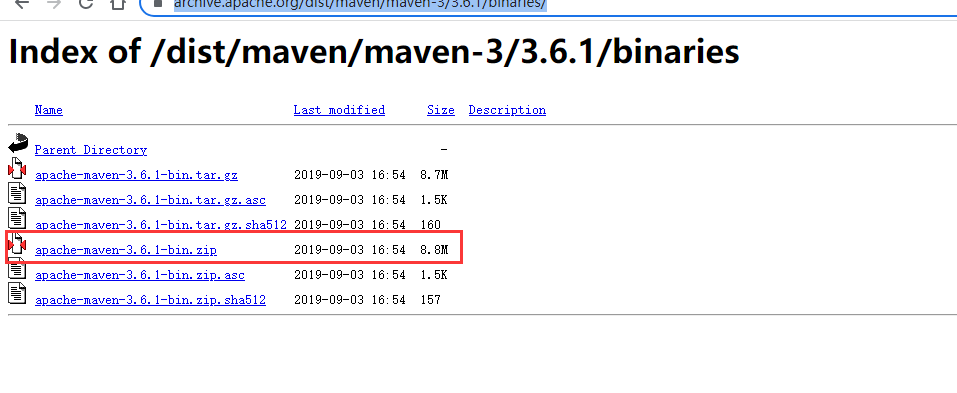 archive.apache.org/dist/maven/maven-3/3.6.1/binaries/
Index of /dist/maven/maven-3/3.6.1/binaries
Name Last modified Size Description
Parent Directory -
apache-maven-3.6.1-bin.tar.gz 2019-09-03 16:54 8.7M
apache-maven-3.6.1-bin.tar.gz.asc 2019-09-03 16:54 1.5K
apache-maven-3.6.1-bin.tar.gz.sha512 2019-09-03 16:54 160
apache-maven-3.6.1-bin.zip 2019-09-03 16:54 8.8M
apache-maven-3.6.1-bin.zip.asc 2019-09-03 16:54 1.5K
apache-maven-3.6.1-bin.zip.sha512 2019-09-03 16:54 157